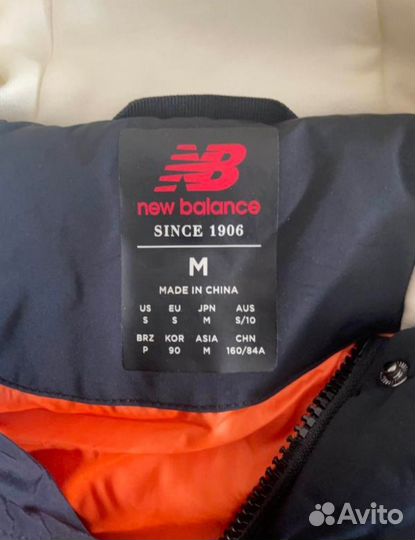 NB
new balance
SINCE 1906
M
MADE IN CHINA
US EU JPN AUS
S S M S/10
BRZ KOR ASIA CHN
P 90 M 160/84A
Avito